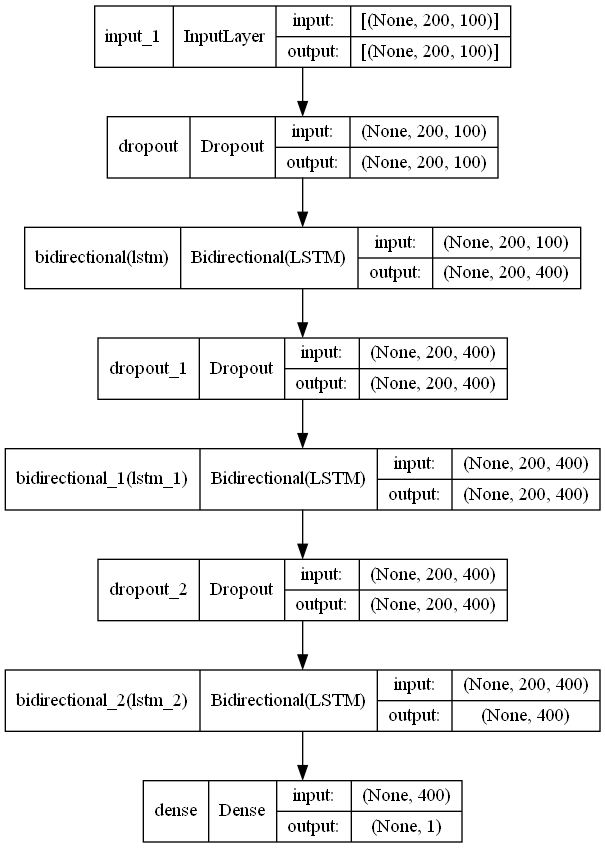 input_1 InputLayer input: [(None, 200, 100)]
output: [(None, 200, 100)]
dropout Dropout input: (None, 200, 100)
output: (None, 200, 100)
bidirectional(lstm) Bidirectional(LSTM) input: (None, 200, 100)
output: (None, 200, 400)
dropout_1 Dropout input: (None, 200, 400)
output: (None, 200, 400)
bidirectional_1(lstm_1) Bidirectional(LSTM) input: (None, 200, 400)
output: (None, 200, 400)
dropout_2 Dropout input: (None, 200, 400)
output: (None, 200, 400)
bidirectional_2(lstm_2) Bidirectional(LSTM) input: (None, 200, 400)
output: (None, 400)
dense Dense input: (None, 400)
output: (None, 1)